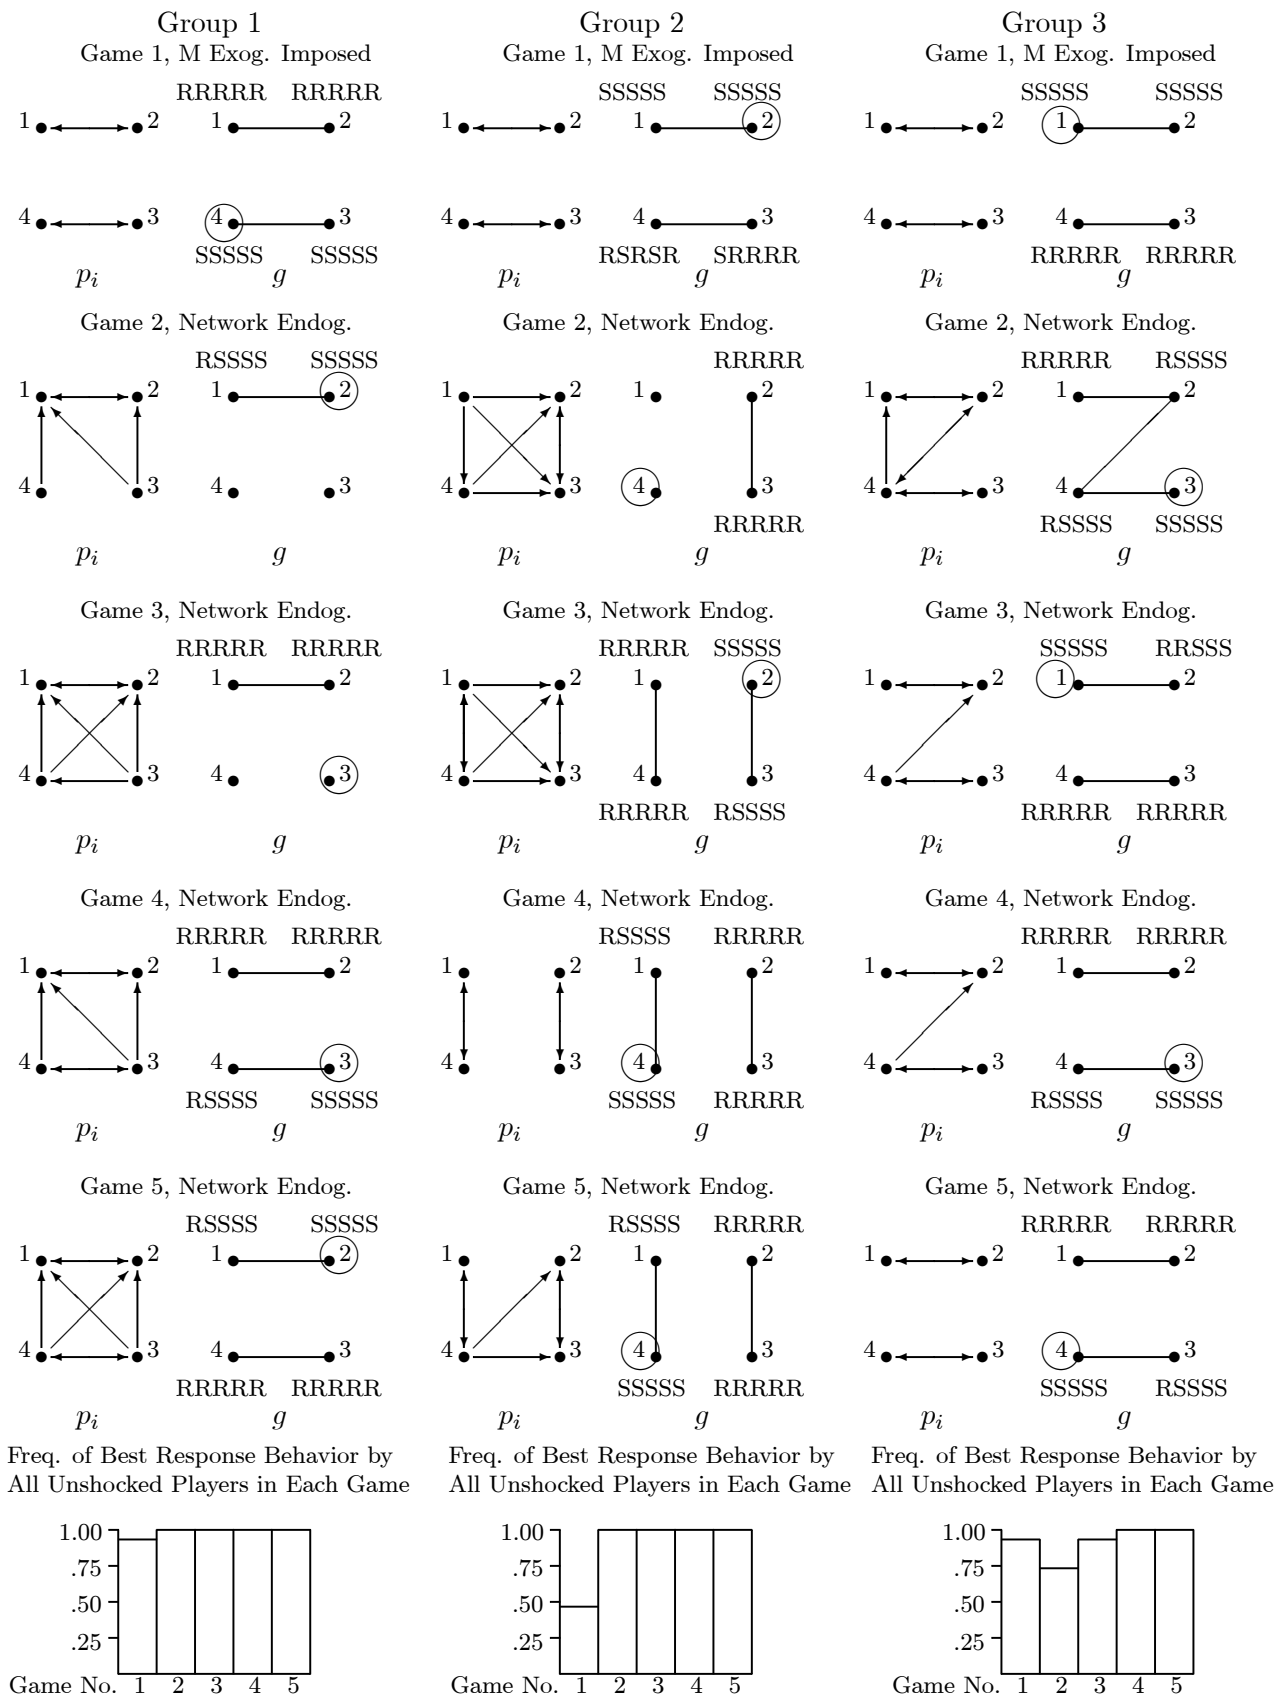 Group 1 Group 2 Group 3
Game 1, M Exog. Imposed Game 1, M Exog. Imposed Game 1, M Exog. Imposed
RRRRR RRRRR SSSSS SSSSS SSSSS SSSSS
1 2 1 2 1 2 1 2 1 2 1 2
4 3 4 3 4 3 4 3 4 3 4 3
SSSSS SSSSS RSRSR SRRRR RRRRR RRRRR
p_i g p_i g p_i g
Game 2, Network Endog. Game 2, Network Endog. Game 2, Network Endog.
RSSSS SSSSS RRRRR RRRRR RSSSS
1 2 1 2 1 2 1 2 1 2 1 2
4 3 4 3 4 3 4 3 4 3 4 3
RRRRR RSSSS SSSSS
p_i g p_i g p_i g
Game 3, Network Endog. Game 3, Network Endog. Game 3, Network Endog.
RRRRR RRRRR RRRRR SSSSS SSSSS RRSSS
1 2 1 2 1 2 1 2 1 2 1 2
4 3 4 3 4 3 4 3 4 3 4 3
RRRRR RSSSS RRRRR RRRRR
p_i g p_i g p_i g
Game 4, Network Endog. Game 4, Network Endog. Game 4, Network Endog.
RRRRR RRRRR RSSSS RRRRR RRRRR RRRRR
1 2 1 2 1 2 1 2 1 2 1 2
4 3 4 3 4 3 4 3 4 3 4 3
RSSSS SSSSS SSSSS RRRRR RSSSS SSSSS
p_i g p_i g p_i g
Game 5, Network Endog. Game 5, Network Endog. Game 5, Network Endog.
RSSSS SSSSS RSSSS RRRRR RRRRR RRRRR
1 2 1 2 1 2 1 2 1 2 1 2
4 3 4 3 4 3 4 3 4 3 4 3
RRRRR RRRRR SSSSS RRRRR SSSSS RSSSS
p_i g p_i g p_i g
Freq. of Best Response Behavior by Freq. of Best Response Behavior by Freq. of Best Response Behavior by
All Unshocked Players in Each Game All Unshocked Players in Each Game All Unshocked Players in Each Game
1.00 1.00 1.00
.75 .75 .75
.50 .50 .50
.25 .25 .25
Game No. 1 2 3 4 5 Game No. 1 2 3 4 5 Game No. 1 2 3 4 5